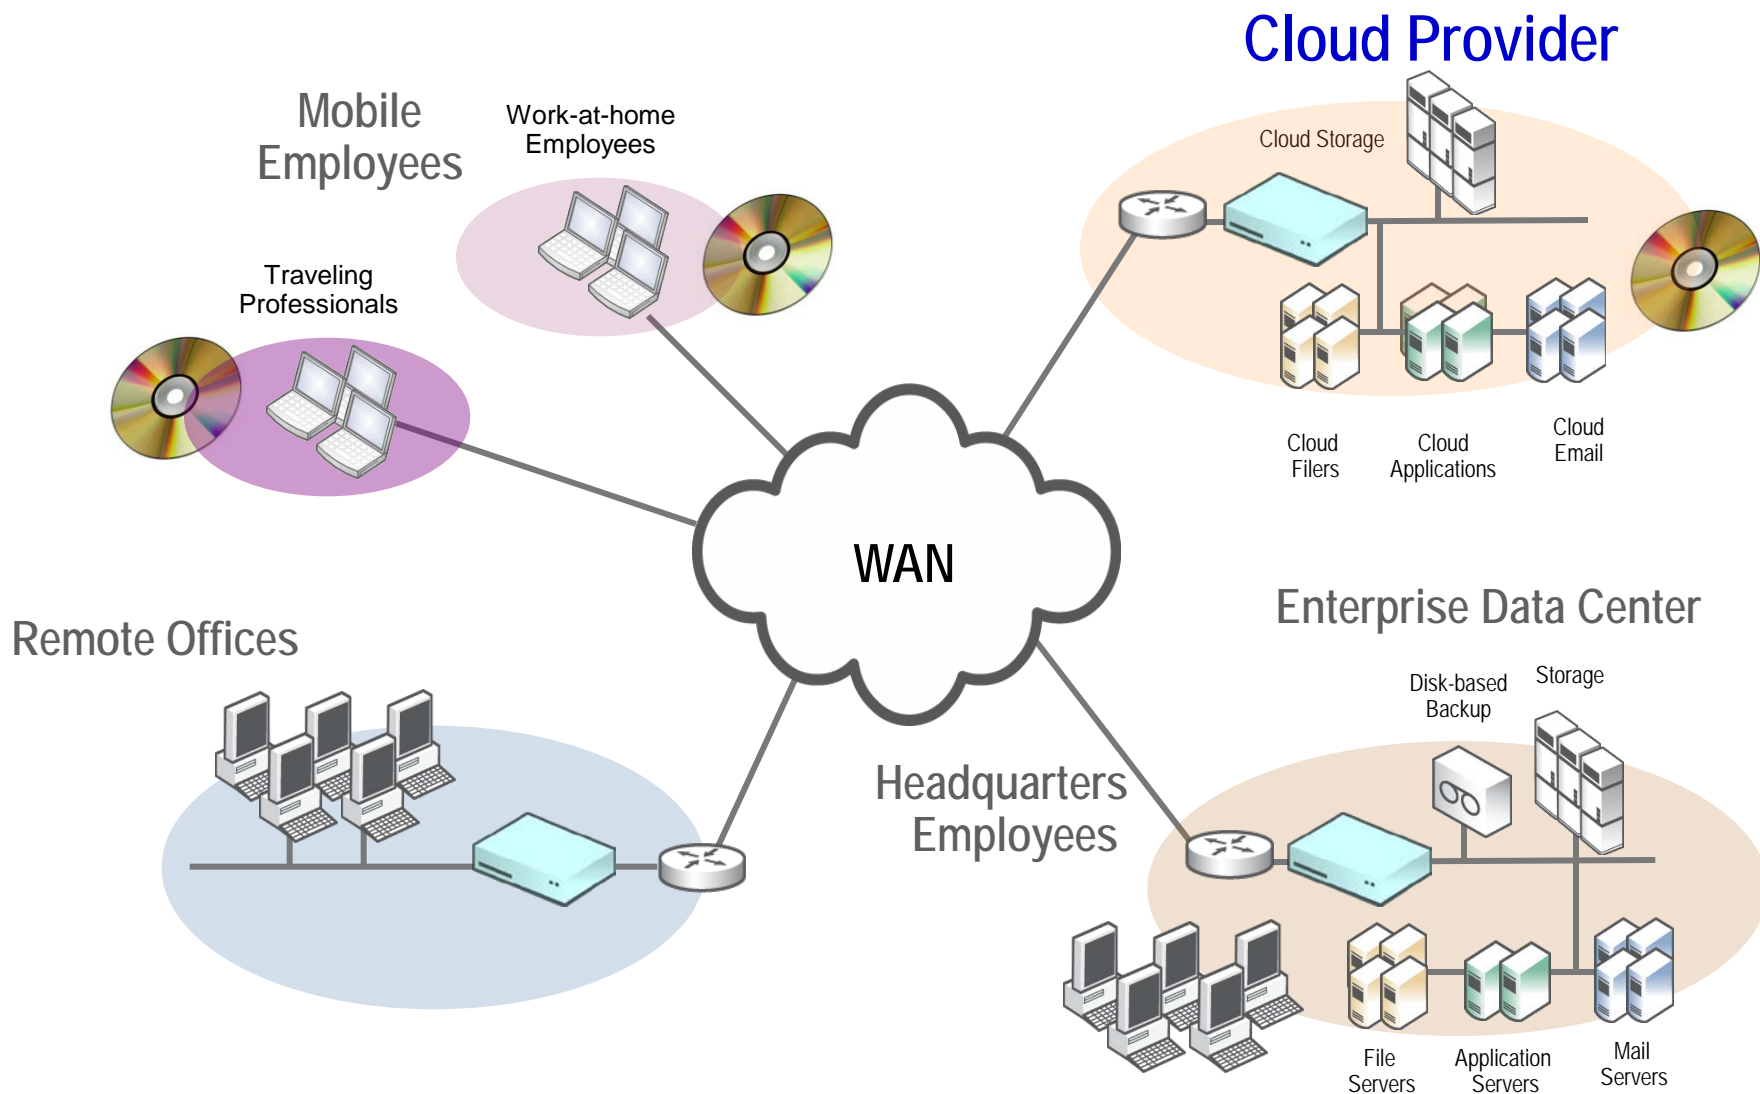 Cloud Provider
Mobile
Employees
Work-at-home
Employees
Cloud Storage
Traveling
Professionals
Cloud
Filers
Cloud
Applications
Cloud
Email
WAN
Remote Offices
Enterprise Data Center
Disk-based
Backup
Storage
Headquarters
Employees
File
Servers
Application
Servers
Mail
Servers